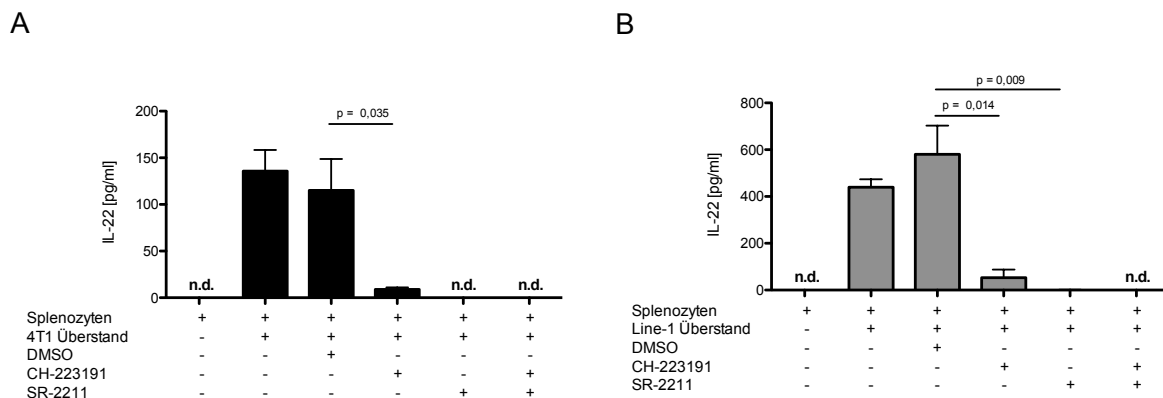 A
p = 0,035
200
150
100
50
0
IL-22 [pg/ml]
n.d. n.d. n.d.
Splenozyten + + + + + +
4T1 Überstand - + + + + +
DMSO - - + - - -
CH-223191 - - - + - +
SR-2211 - - - - + +
B
p = 0,009
p = 0,014
800
600
400
200
0
IL-22 [pg/ml]
n.d. n.d.
Splenozyten + + + + + +
Line-1 Überstand - + + + + +
DMSO - - + - - -
CH-223191 - - - + - +
SR-2211 - - - - + +